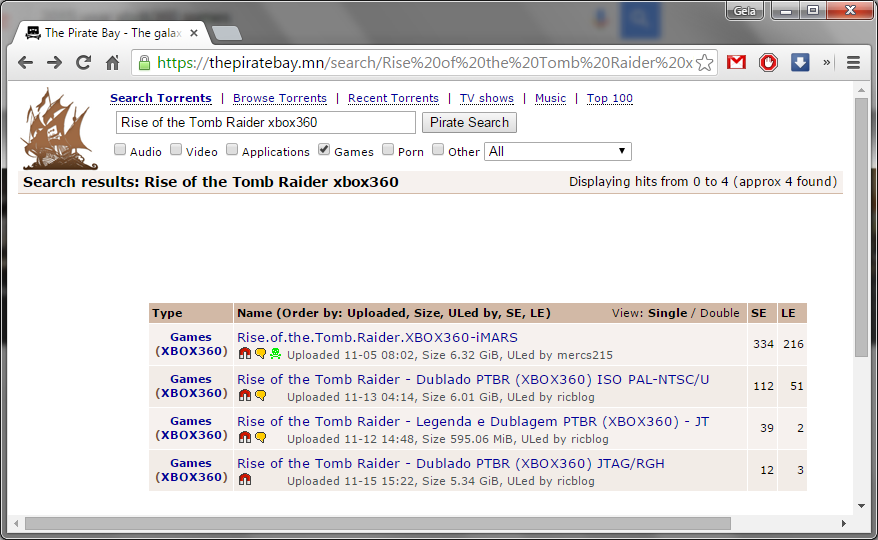 Gela
The Pirate Bay - The galax
https://thepiratebay.mn/search/Rise%20of%20the%20Tomb%20Raider%20x
Search Torrents | Browse Torrents | Recent Torrents | TV shows | Music | Top 100
Rise of the Tomb Raider xbox360 Pirate Search
Audio Video Applications Games Porn Other All
Search results: Rise of the Tomb Raider xbox360 Displaying hits from 0 to 4 (approx 4 found)
Type Name (Order by: Uploaded, Size, ULed by, SE, LE) View: Single / Double SE LE
Games Rise.of.the.Tomb.Raider.XBOX360-iMARS
(XBOX360) Uploaded 11-05 08:02, Size 6.32 GiB, ULed by mercs215 334 216
Games Rise of the Tomb Raider - Dublado PTBR (XBOX360) ISO PAL-NTSC/U
(XBOX360) Uploaded 11-13 04:14, Size 6.01 GiB, ULed by ricblog 112 51
Games Rise of the Tomb Raider - Legenda e Dublagem PTBR (XBOX360) - JT
(XBOX360) Uploaded 11-12 14:48, Size 595.06 MiB, ULed by ricblog 39 2
Games Rise of the Tomb Raider - Dublado PTBR (XBOX360) JTAG/RGH
(XBOX360) Uploaded 11-15 15:22, Size 5.34 GiB, ULed by ricblog 12 3